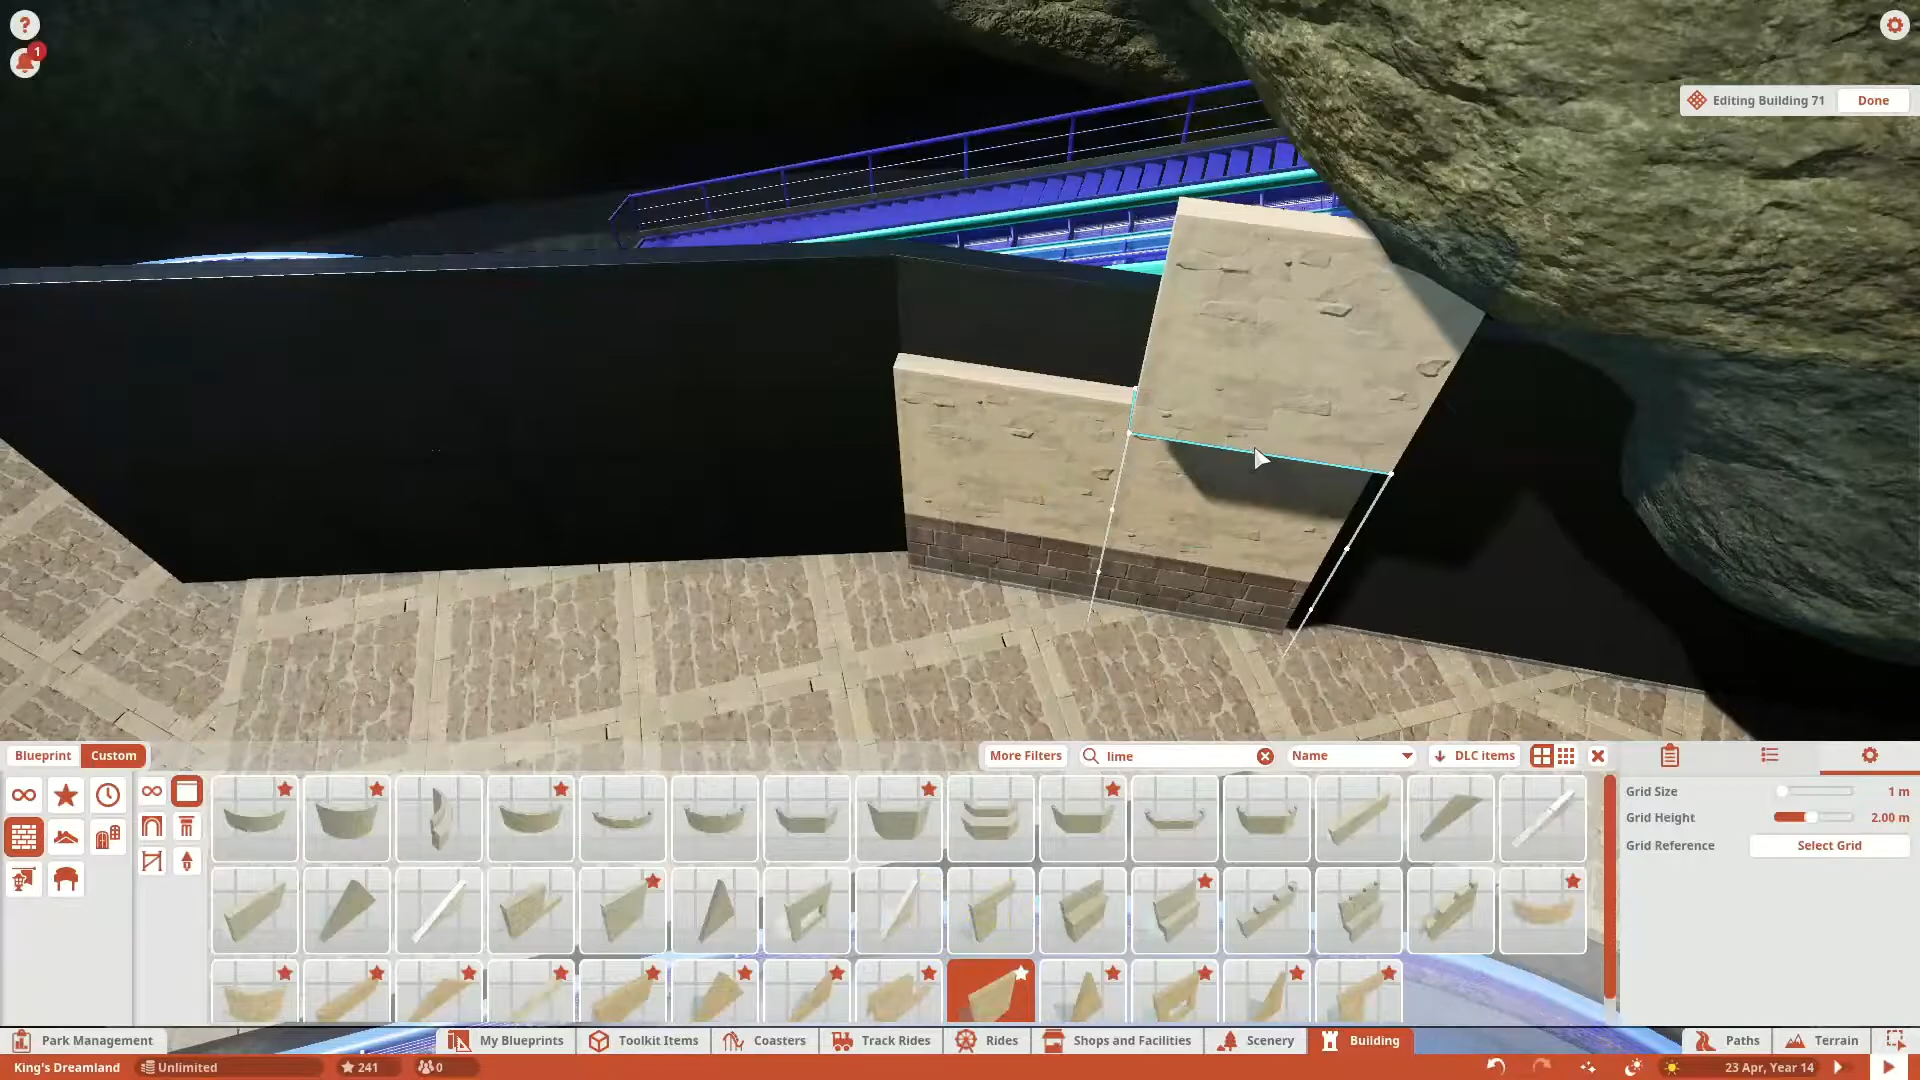 ?
1
Editing Building 71
Done
Blueprint
Custom
More Filters
lime
Name
DLC items
Grid Size
1 m
Grid Height
2.00 m
Grid Reference
Select Grid
Park Management
My Blueprints
Toolkit Items
Coasters
Track Rides
Rides
Shops and Facilities
Scenery
Building
Paths
Terrain
King's Dreamland
Unlimited
241
0
23 Apr, Year 14